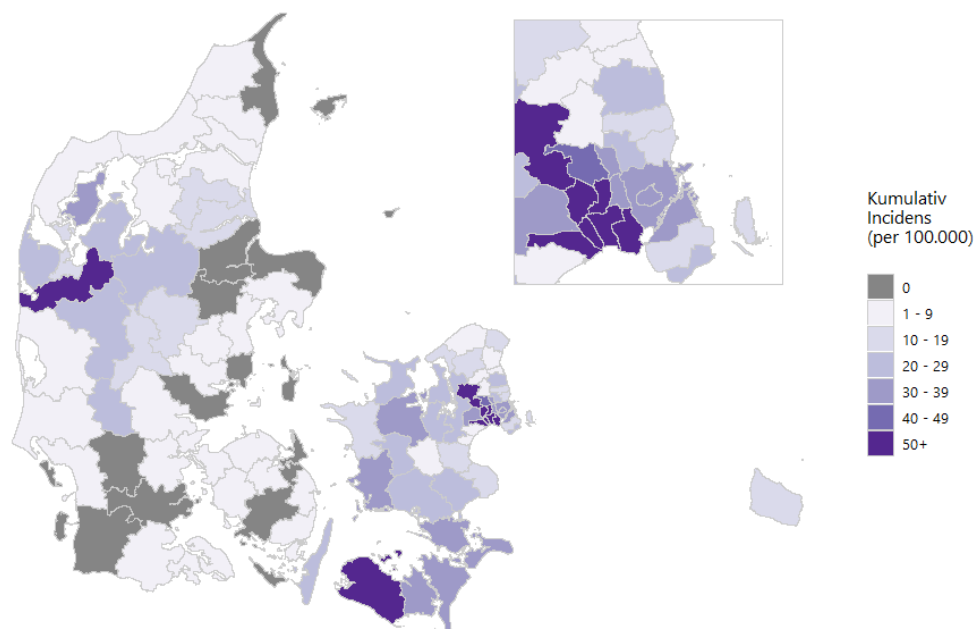 Kumulativ
Incidens
(per 100.000)
0
1 - 9
10 - 19
20 - 29
30 - 39
40 - 49
50+